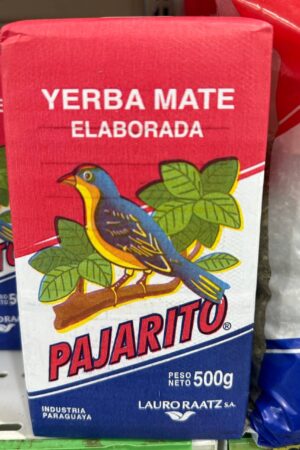 YERBA MATE
ELABORADA
PAJARITO®
PESO
NETO 500g
INDUSTRIA
PARAGUAYA
LAURO RAATZ S.A.